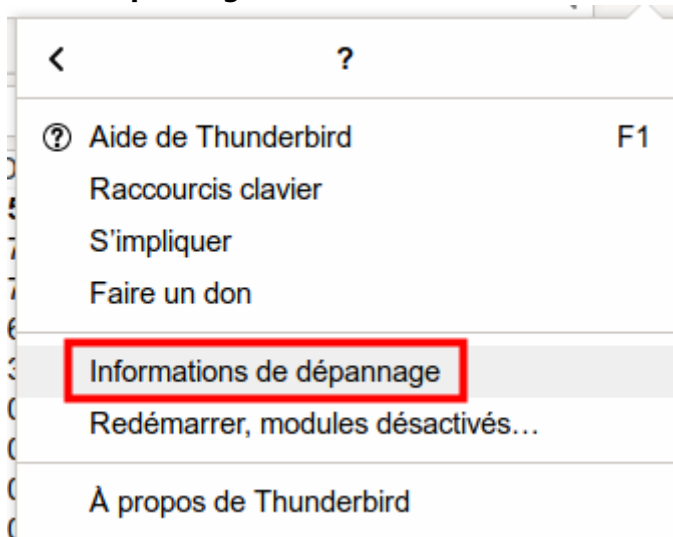 ?
Aide de Thunderbird F1
Raccourcis clavier
S’impliquer
Faire un don
Informations de dépannage
Redémarrer, modules désactivés…
À propos de Thunderbird